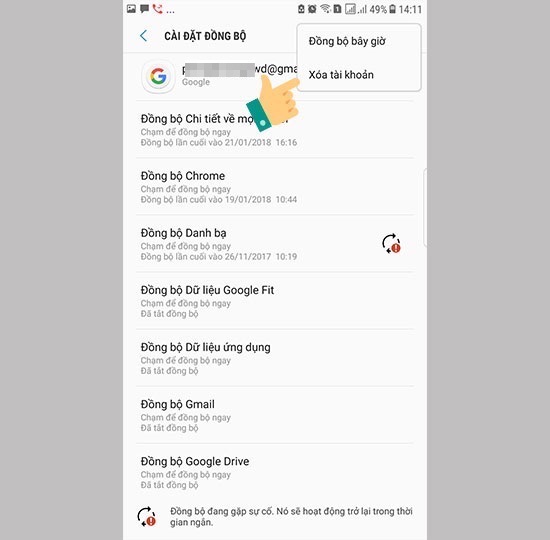 ... 49% 14:11
CÀI ĐẶT ĐỒNG BỘ
Đồng bộ bây giờ
Xóa tài khoản
wd@gma
Google
Đồng bộ Chi tiết về
Chạm để đồng bộ ngay
Đồng bộ lần cuối vào 21/01/2018 16:16
Đồng bộ Chrome
Chạm để đồng bộ ngay
Đồng bộ lần cuối vào 19/01/2018 10:44
Đồng bộ Danh bạ
Chạm để đồng bộ ngay
Đồng bộ lần cuối vào 26/11/2017 10:19
Đồng bộ Dữ liệu Google Fit
Chạm để đồng bộ ngay
Đã tắt đồng bộ
Đồng bộ Dữ liệu ứng dụng
Chạm để đồng bộ ngay
Đã tắt đồng bộ
Đồng bộ Gmail
Chạm để đồng bộ ngay
Đã tắt đồng bộ
Đồng bộ Google Drive
Chạm để đồng bộ ngay
Đã tắt đồng bộ
Đồng bộ đang gặp sự cố. Nó sẽ hoạt động trở lại trong thời
gian ngắn.